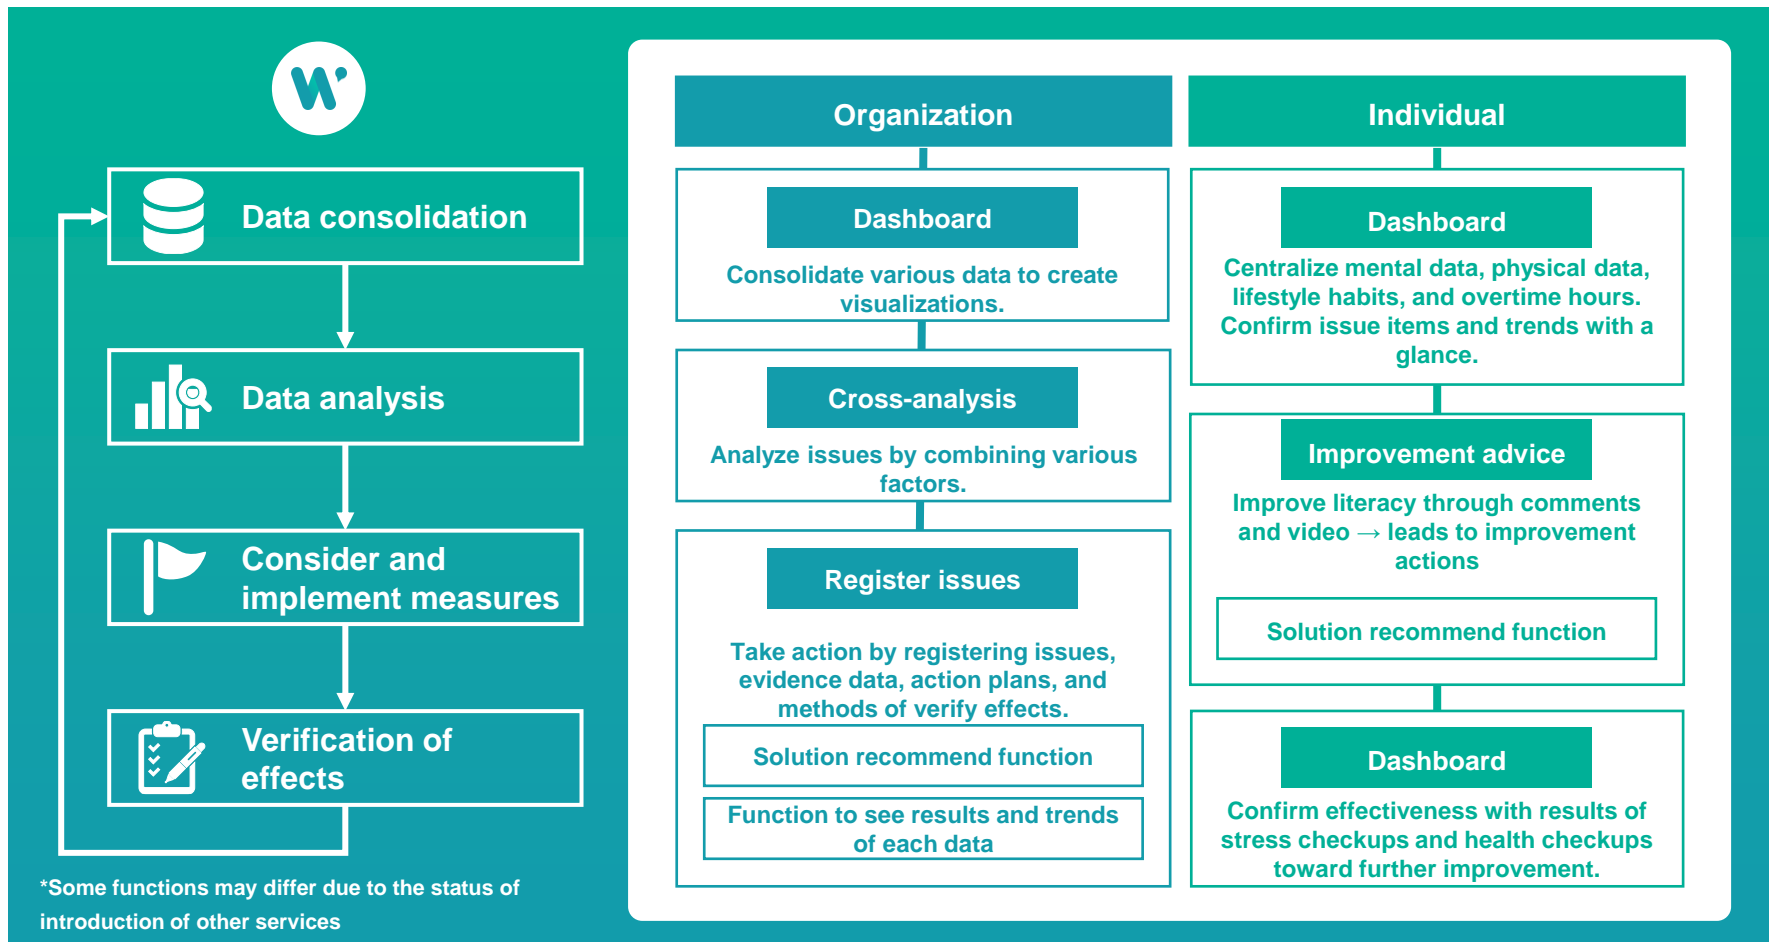 Data consolidation
Data analysis
Consider and
implement measures
Verification of
effects
*Some functions may differ due to the status of
introduction of other services
Organization
Dashboard
Consolidate various data to create
visualizations.
Cross-analysis
Analyze issues by combining various
factors.
Register issues
Take action by registering issues,
evidence data, action plans, and
methods of verify effects.
Solution recommend function
Function to see results and trends
of each data
Individual
Dashboard
Centralize mental data, physical data,
lifestyle habits, and overtime hours.
Confirm issue items and trends with a
glance.
Improvement advice
Improve literacy through comments
and video → leads to improvement
actions
Solution recommend function
Dashboard
Confirm effectiveness with results of
stress checkups and health checkups
toward further improvement.